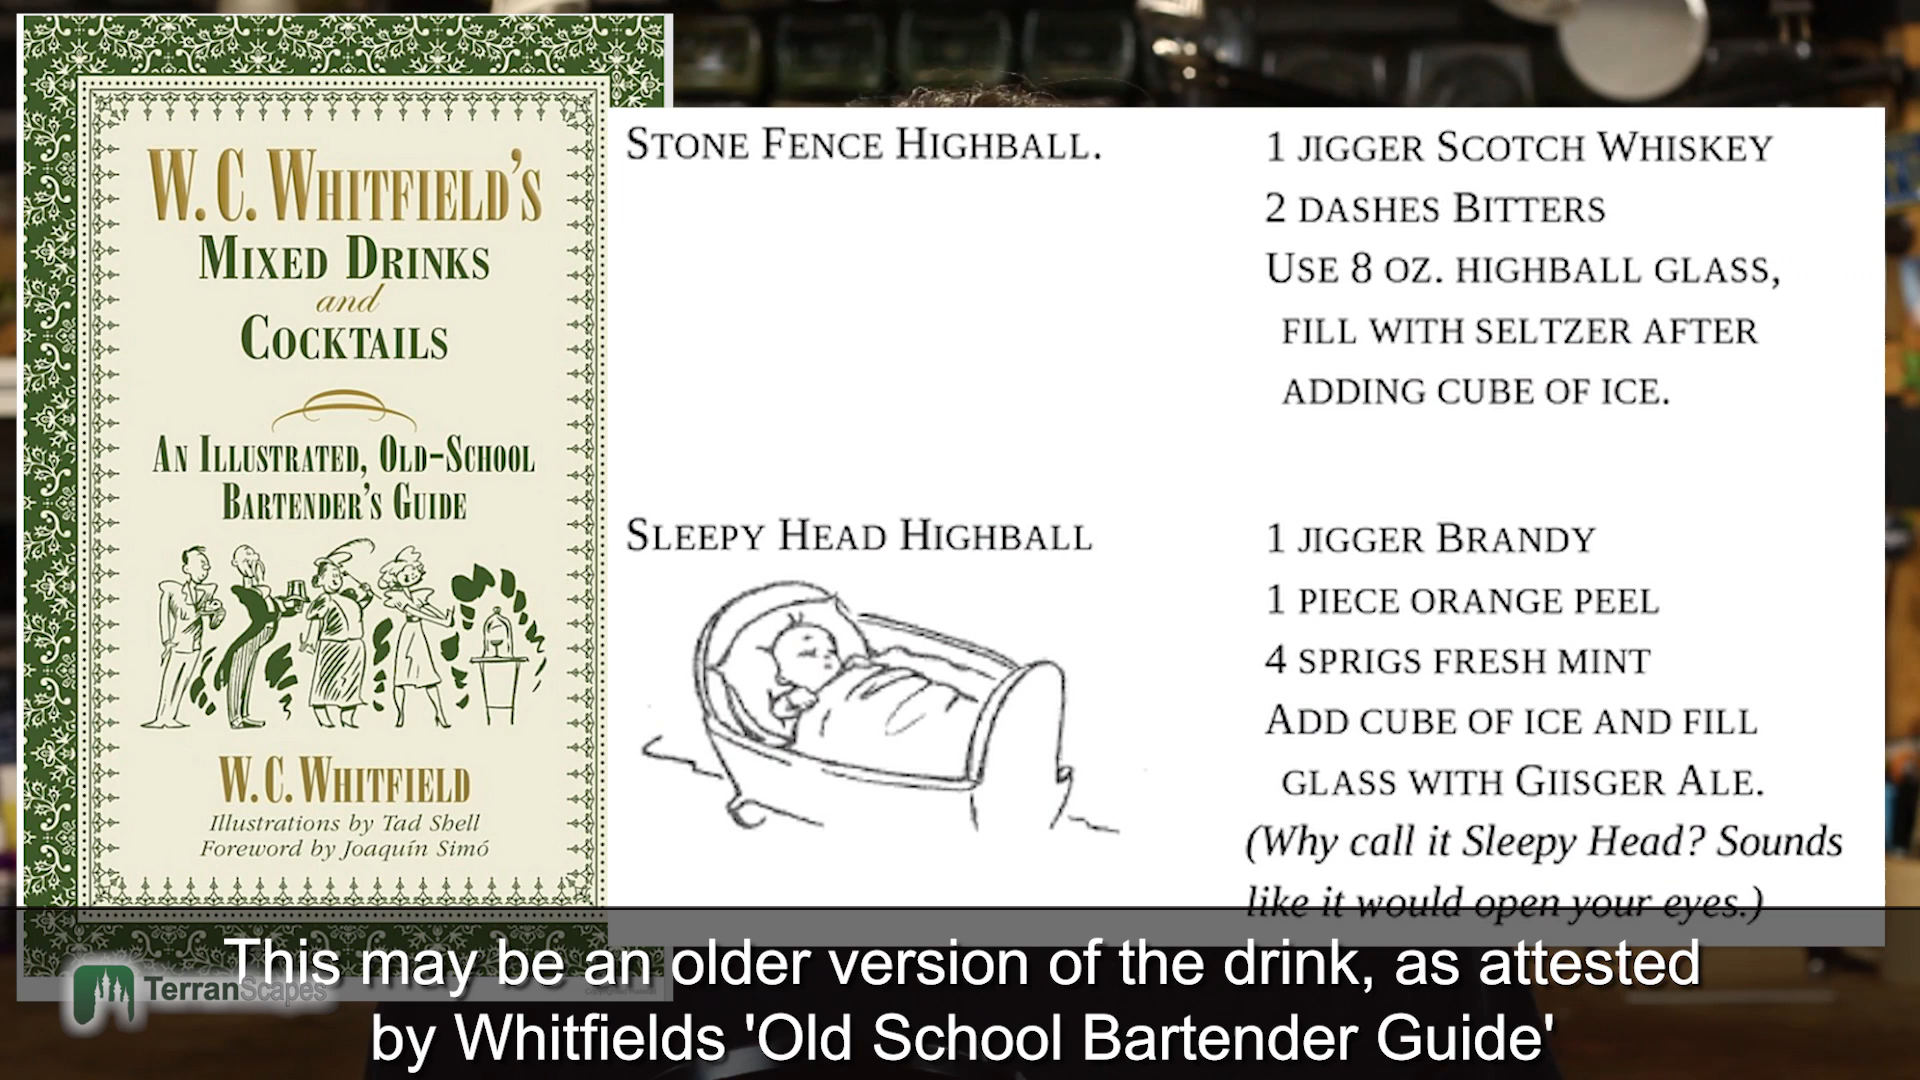 W. C. WHITFIELD'S
MIXED DRINKS
and
COCKTAILS
AN ILLUSTRATED, OLD-SCHOOL
BARTENDER'S GUIDE
W. C. WHITFIELD
Illustrations by Tad Shell
Foreword by Joaquín Simó
STONE FENCE HIGHBALL.
1 JIGGER SCOTCH WHISKEY
2 DASHES BITTERS
USE 8 OZ. HIGHBALL GLASS,
FILL WITH SELTZER AFTER
ADDING CUBE OF ICE.
SLEEPY HEAD HIGHBALL
1 JIGGER BRANDY
1 PIECE ORANGE PEEL
4 SPRIGS FRESH MINT
ADD CUBE OF ICE AND FILL
GLASS WITH GIISGER ALE.
(Why call it Sleepy Head? Sounds
like it would open your eyes.)
TerranScapes
This may be an older version of the drink, as attested
by Whitfields 'Old School Bartender Guide'